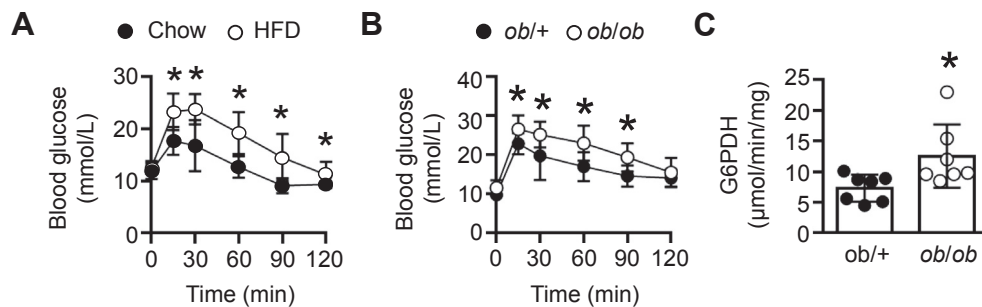 A
Chow HFD
Blood glucose
(mmol/L)
30
20
10
0
* * * * *
0 30 60 90 120
Time (min)
B
ob/+ ob/ob
Blood glucose
(mmol/L)
40
30
20
10
0
* * * *
0 30 60 90 120
Time (min)
C
G6PDH
(µmol/min/mg)
25
20
15
10
5
0
*
ob/+ ob/ob